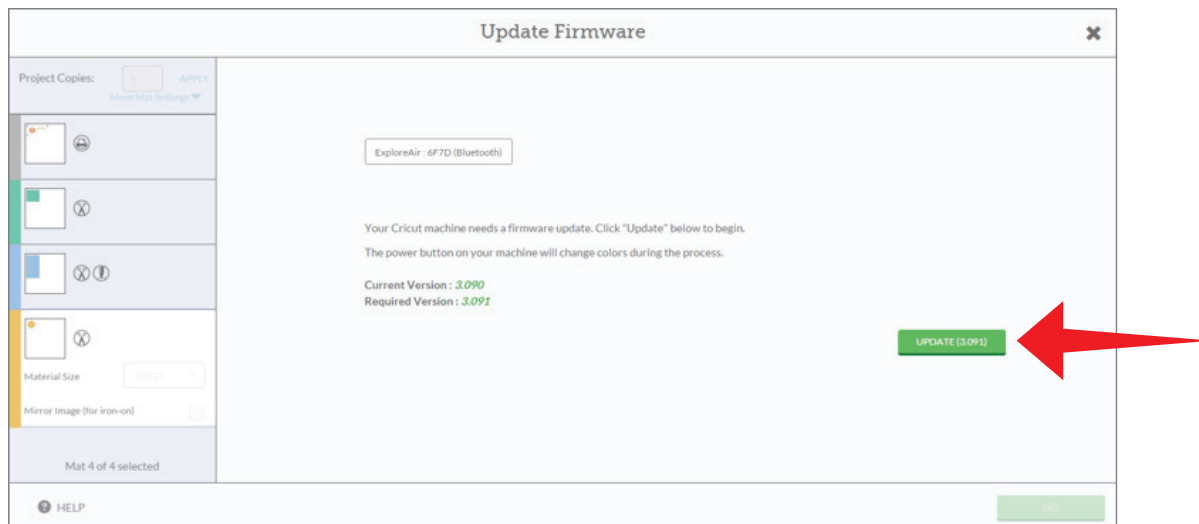 Update Firmware
Project Copies:
1
APPLY
More Mat Settings
ExploreAir : 6F7D (Bluetooth)
Your Cricut machine needs a firmware update. Click "Update" below to begin.
The power button on your machine will change colors during the process.
Current Version : 3.090
Required Version : 3.091
UPDATE (3.091)
Material Size
Mirror Image (for iron-on)
Mat 4 of 4 selected
HELP
GO